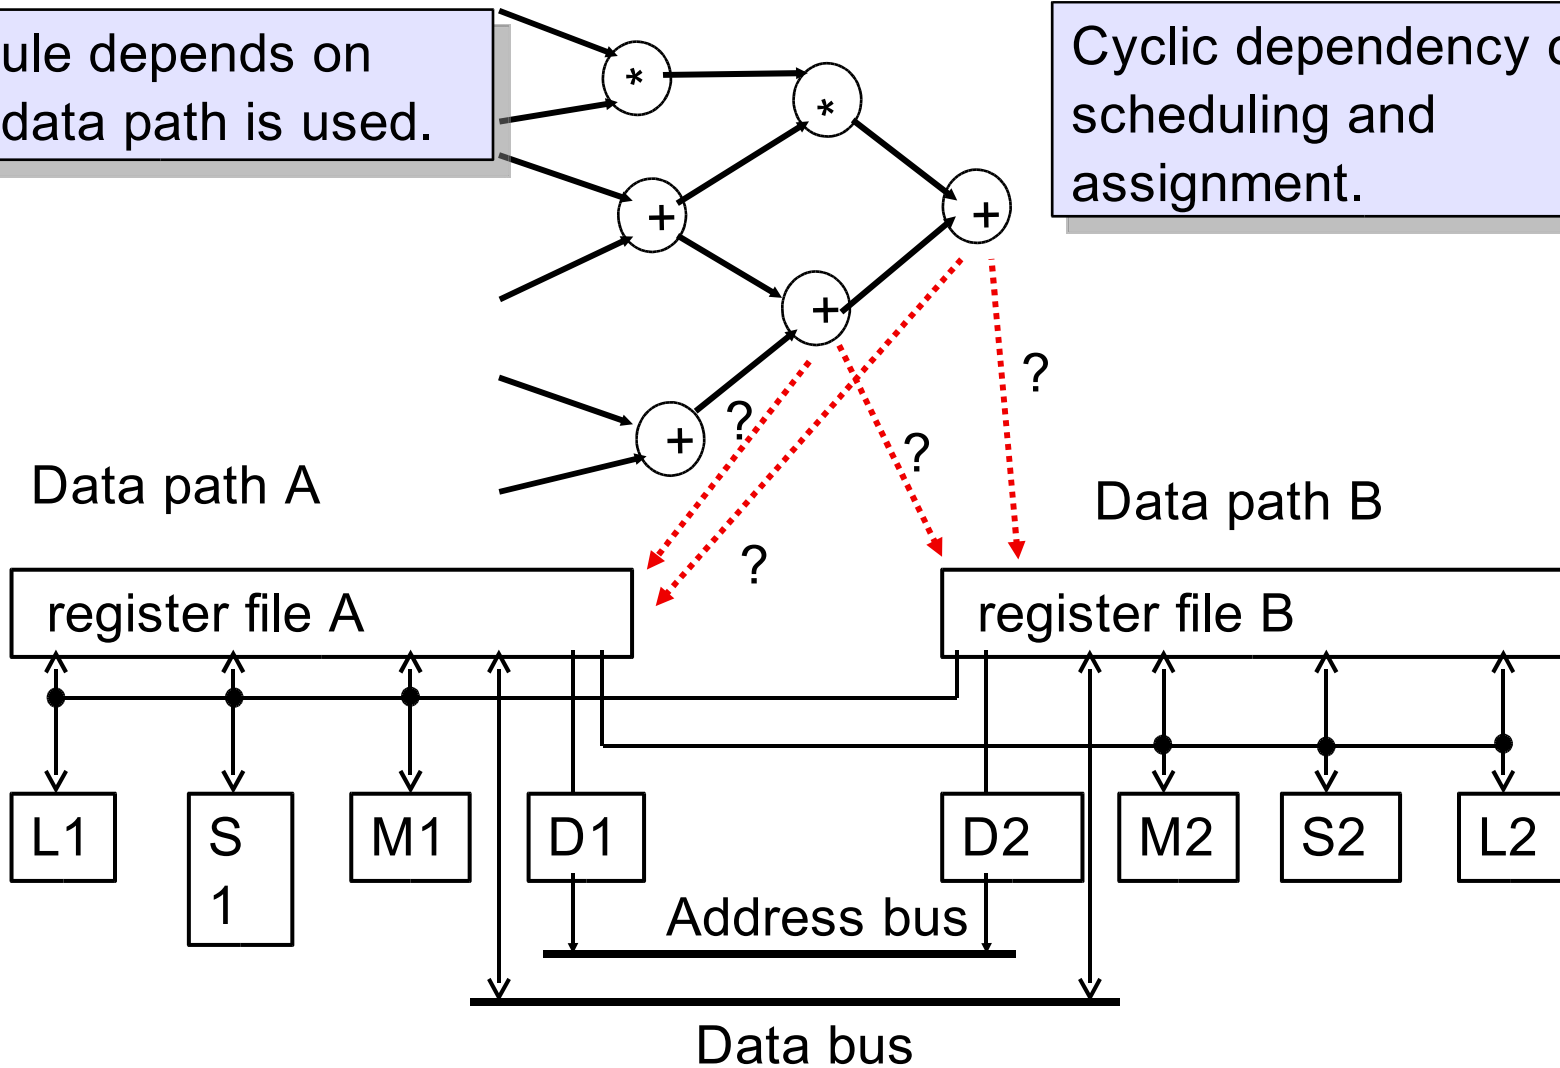 ule depends on
data path is used.
Cyclic dependency
scheduling and
assignment.
*
*
+
+
+
+
?
?
?
?
Data path A
Data path B
register file A
register file B
L1
S
1
M1
D1
D2
M2
S2
L2
Address bus
Data bus